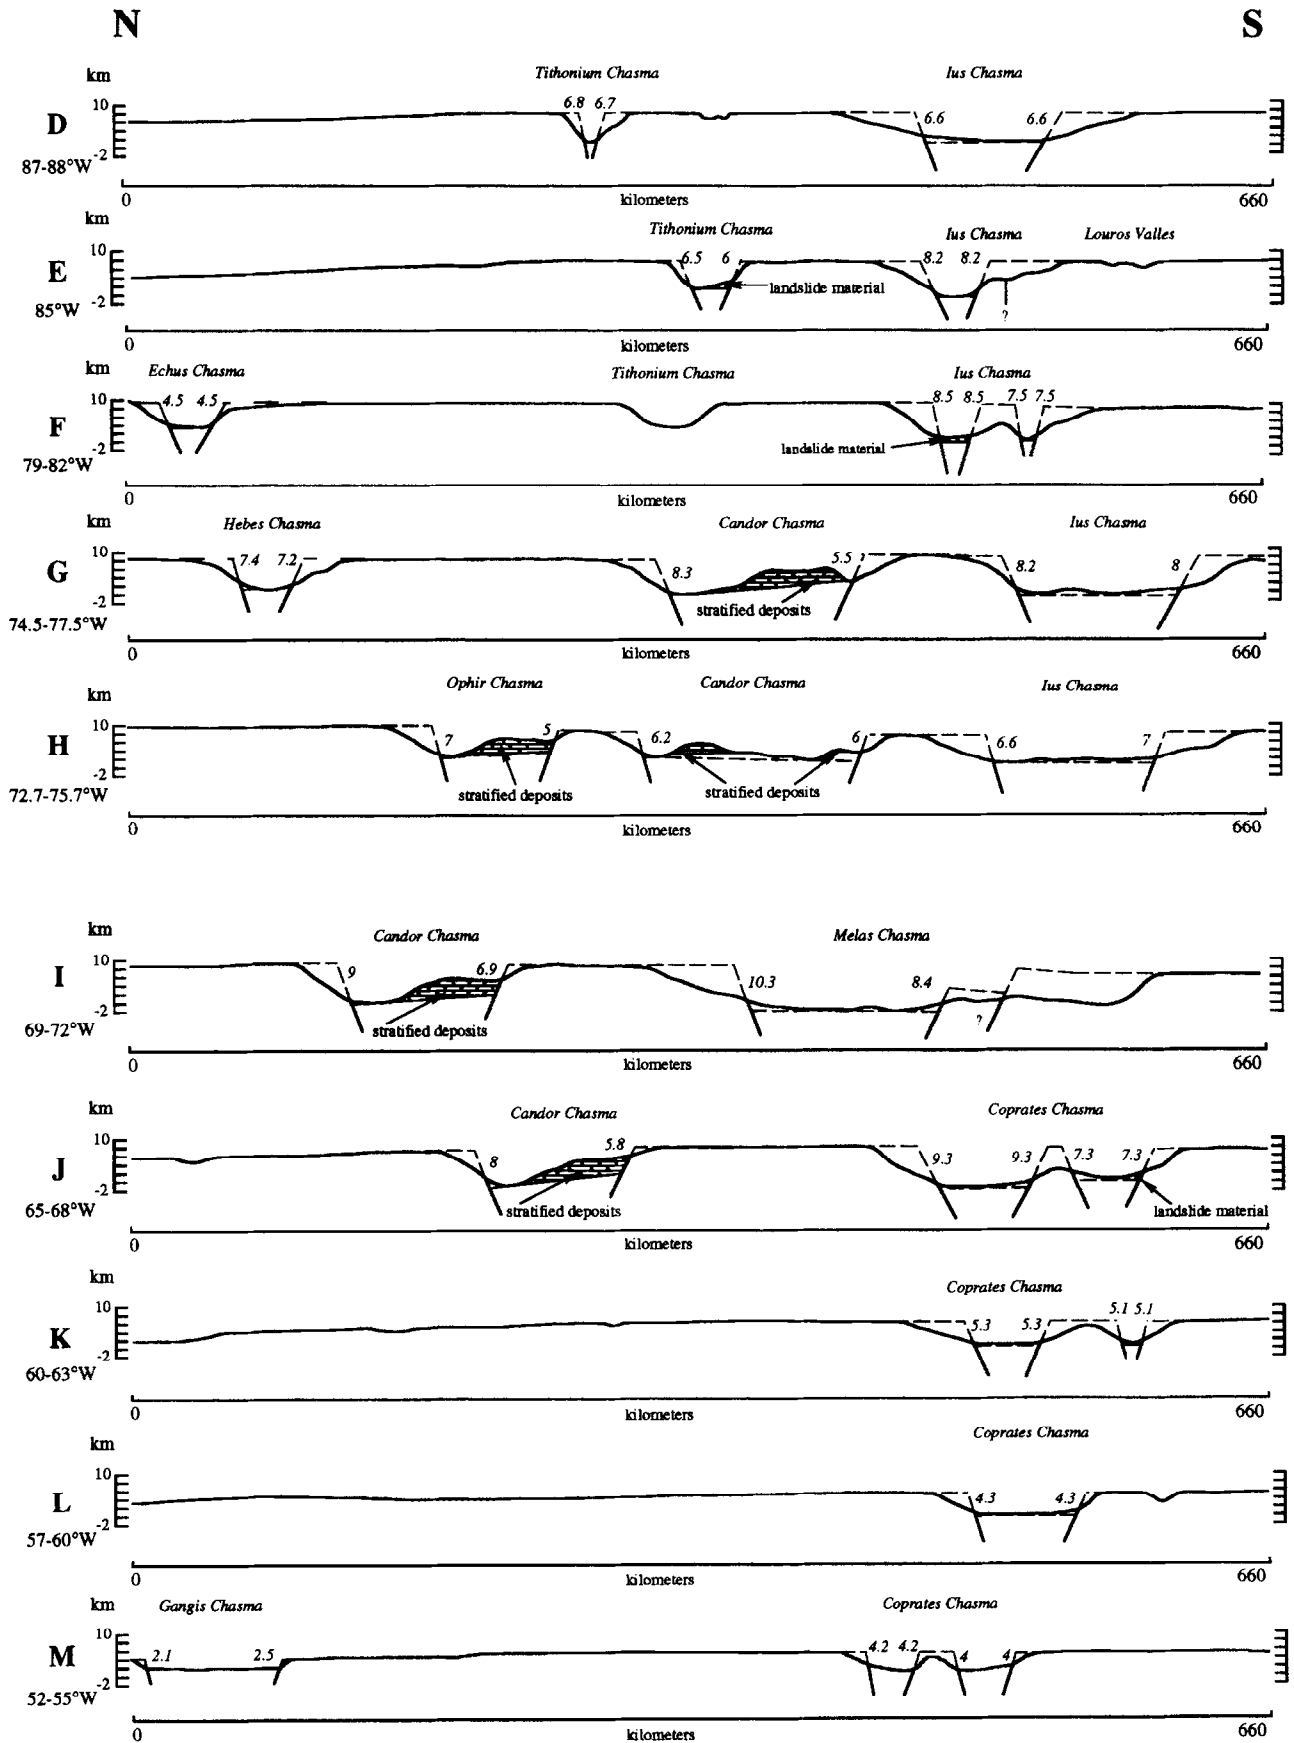 N S
km Tithonium Chasma Ius Chasma
10 6.8 6.7 6.6 6.6
D
-2
87-88°W
0 kilometers 660
km Tithonium Chasma Ius Chasma Louros Valles
10 6.5 6 8.2 8.2
E landslide material
-2
85°W ?
0 kilometers 660
km Echus Chasma Tithonium Chasma Ius Chasma
10 4.5 4.5 8.5 8.5 7.5 7.5
F
-2 landslide material
79-82°W
0 kilometers 660
km Hebes Chasma Candor Chasma Ius Chasma
10 7.4 7.2 8.3 5.5 8.2 8
G
-2 stratified deposits
74.5-77.5°W
0 kilometers 660
km Ophir Chasma Candor Chasma Ius Chasma
10 7 5 6.2 6 6.6 7
H
-2
72.7-75.7°W stratified deposits stratified deposits
0 kilometers 660
km Candor Chasma Melas Chasma
10 9 6.9 10.3 8.4
I
-2 ?
69-72°W stratified deposits
0 kilometers 660
km Candor Chasma Coprates Chasma
10 8 5.8 9.3 9.3 7.3 7.3
J
-2
65-68°W stratified deposits landslide material
0 kilometers 660
km Coprates Chasma
10 5.3 5.3 5.1 5.1
K
-2
60-63°W
0 kilometers 660
km Coprates Chasma
10 4.3 4.3
L
-2
57-60°W
0 kilometers 660
km Gangis Chasma Coprates Chasma
10 2.1 2.5 4.2 4.2 4 4
M
-2
52-55°W
0 kilometers 660